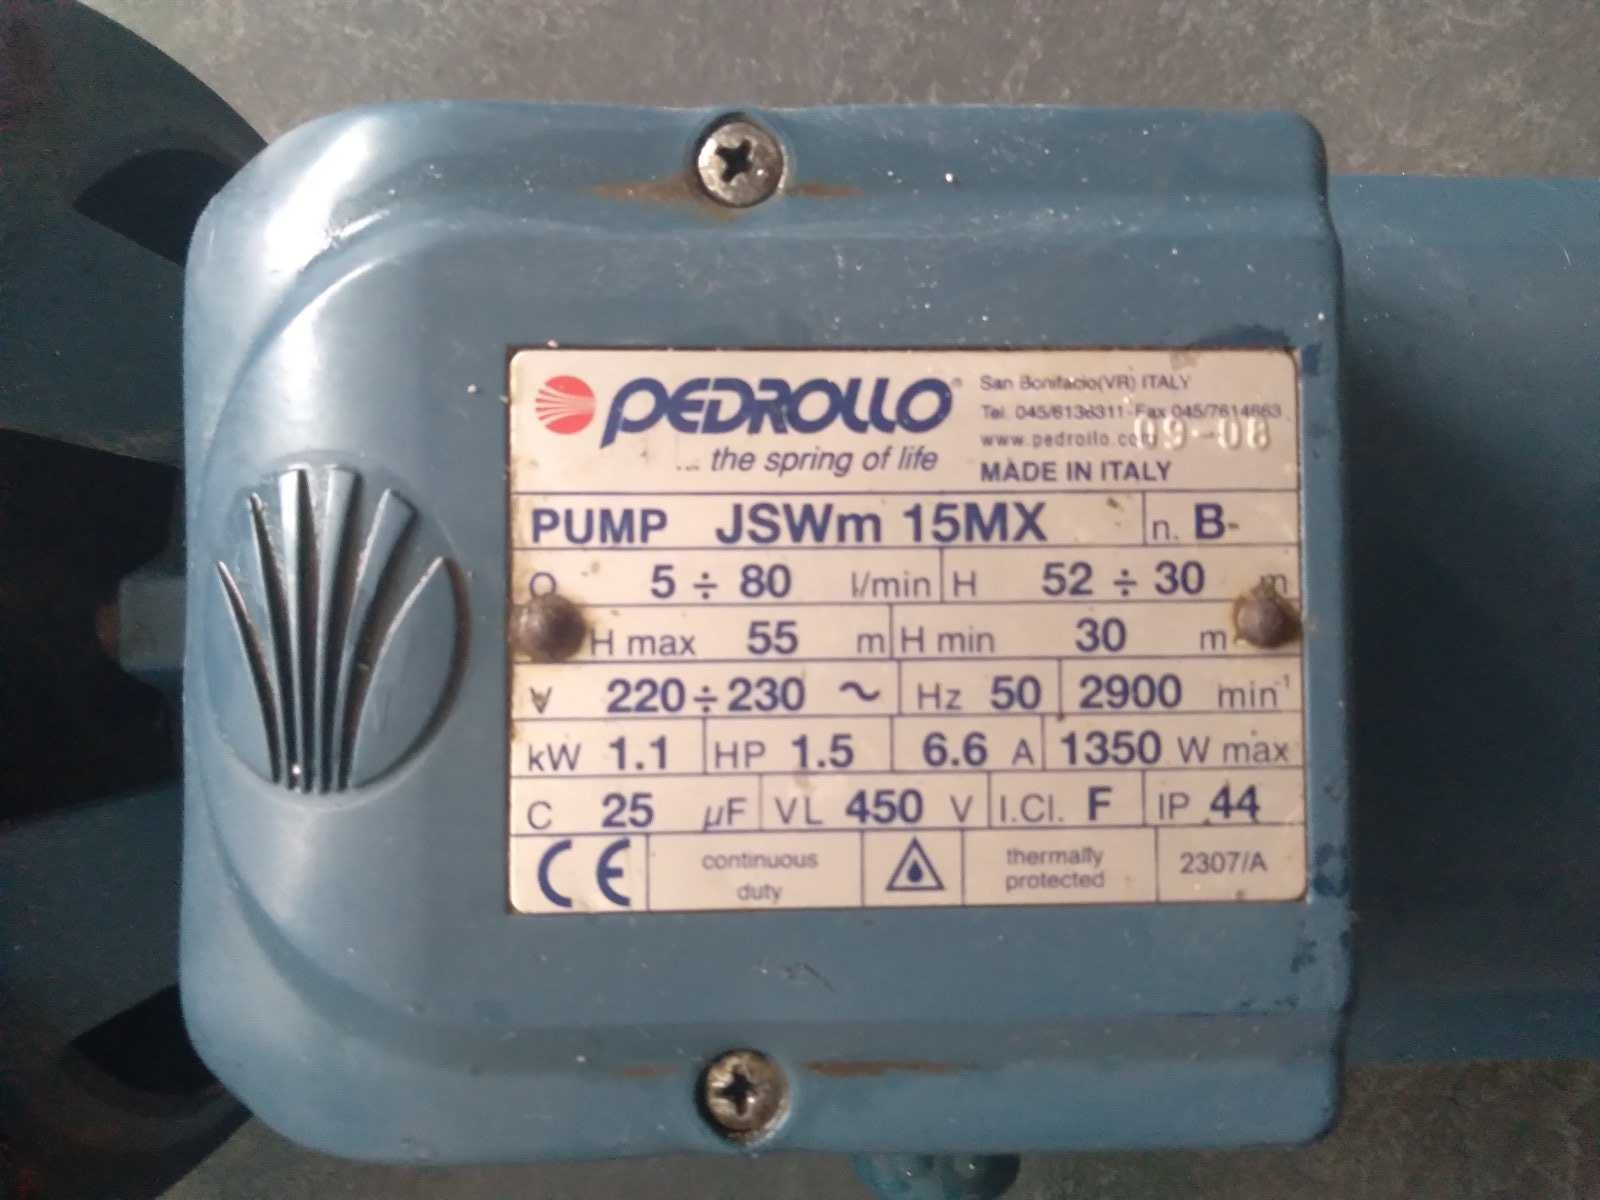 PEDROLLO®
... the spring of life
San Bonifacio(VR) ITALY
Tel. 045/6136311-Fax 045/7614663
www.pedrollo.com 09-08
MADE IN ITALY
PUMP JSWm 15MX n. B-
Q 5 ÷ 80 l/min H 52 ÷ 30 m
H max 55 m H min 30 m
V 220÷230 ~ Hz 50 2900 min-1
kW 1.1 HP 1.5 6.6 A 1350 W max
C 25 µF VL 450 V I.Cl. F IP 44
CE continuous duty thermally protected 2307/A